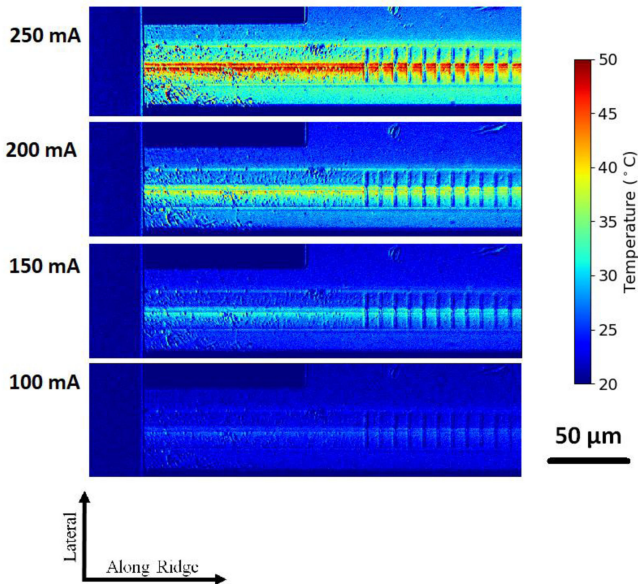 250 mA
200 mA
150 mA
100 mA
50
45
40
35
30
25
20
Temperature (°C)
50 μm
Lateral
Along Ridge